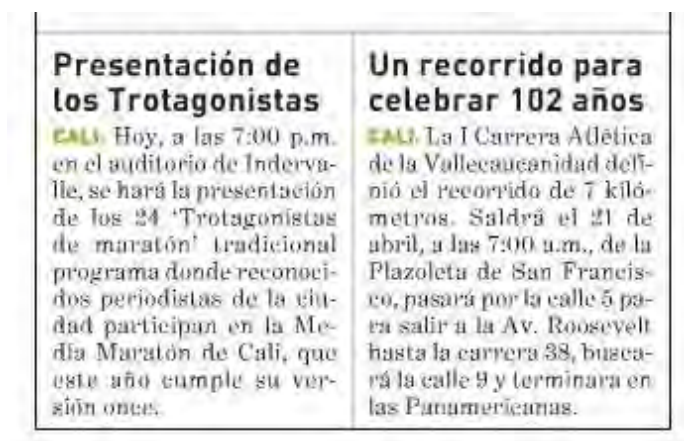 Presentación de
los Trotagonistas
CALI. Hoy, a las 7:00 p.m.
en el auditorio de Inderva-
lle, se hará la presentación
de los 24 ‘Trotagonistas
de maratón’ tradicional
programa donde reconoci-
dos periodistas de la ciu-
dad participan en la Me-
dia Maratón de Cali, que
este año cumple su ver-
sión once.
Un recorrido para
celebrar 102 años
CALI. La I Carrera Atlética
de la Vallecaucanidad defi-
nió el recorrido de 7 kiló-
metros. Saldrá el 21 de
abril, a las 7:00 a.m., de la
Plazoleta de San Francis-
co, pasará por la calle 5 pa-
ra salir a la Av. Roosevelt
hasta la carrera 38, busca-
rá la calle 9 y terminara en
las Panamericanas.